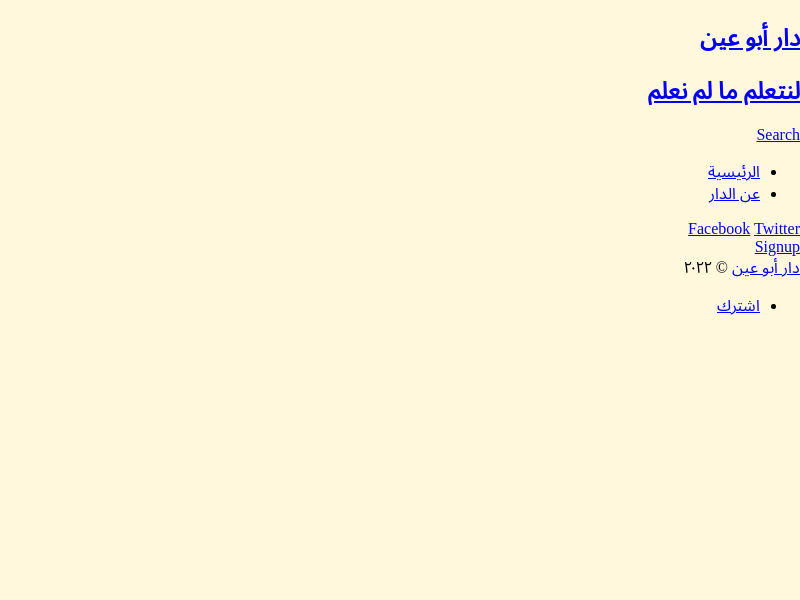 دار أبو عين
لنتعلم ما لم نعلم
Search
الرئيسية
عن الدار
Twitter Facebook
Signup
دار أبو عين © ٢٠٢٢
اشترك